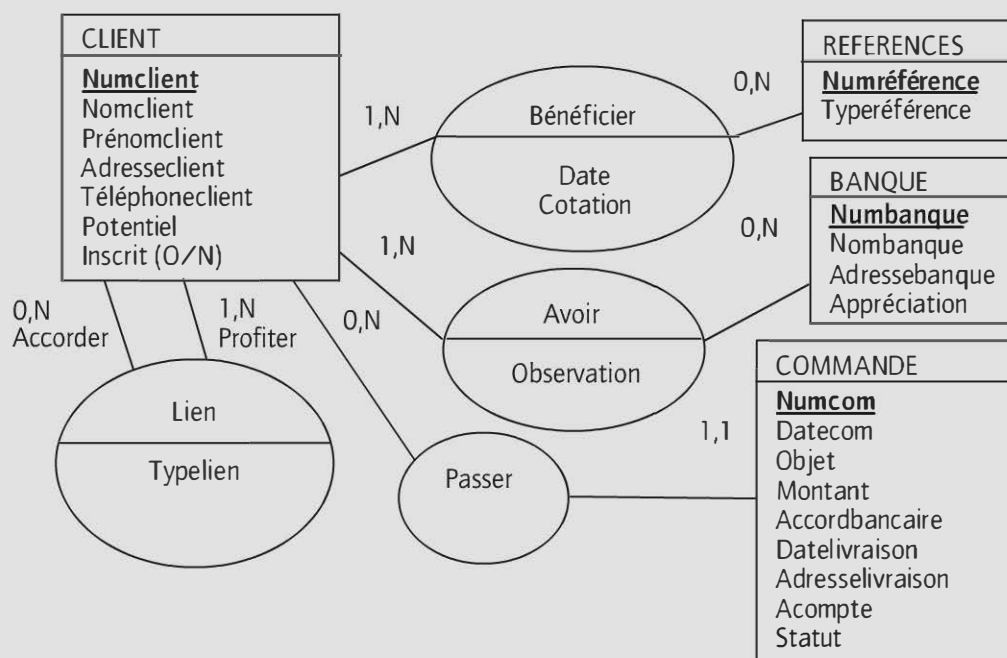 CLIENT
Numclient
Nomclient
Prénomclient
Adresseclient
Téléphoneclient
Potentiel
Inscrit (O/N)
1,N
Bénéficier
Date
Cotation
0,N
REFERENCES
Numréférence
Typeréférence
1,N
Avoir
Observation
0,N
BANQUE
Numbanque
Nombanque
Adressebanque
Appréciation
0,N
Accorder
1,N
Profiter
Lien
Typelien
0,N
Passer
1,1
COMMANDE
Numcom
Datecom
Objet
Montant
Accordbancaire
Datelivraison
Adresselivraison
Acompte
Statut